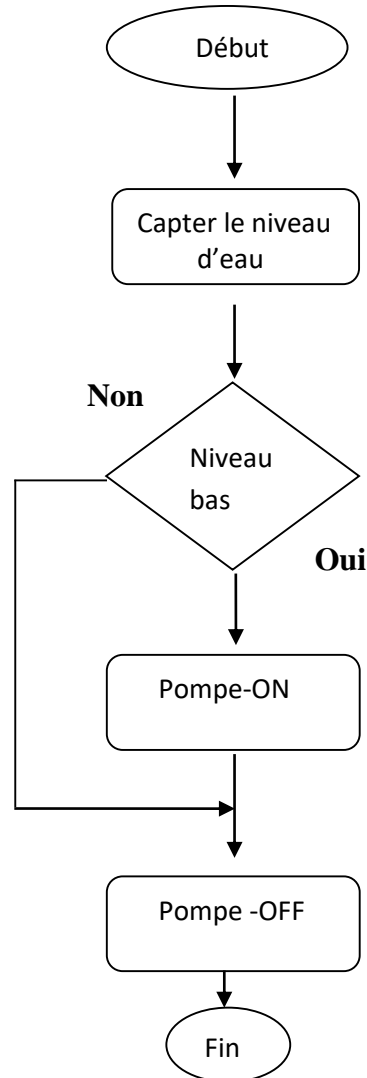 Début
Capter le niveau
d’eau
Non
Niveau
bas
Oui
Pompe-ON
Pompe -OFF
Fin